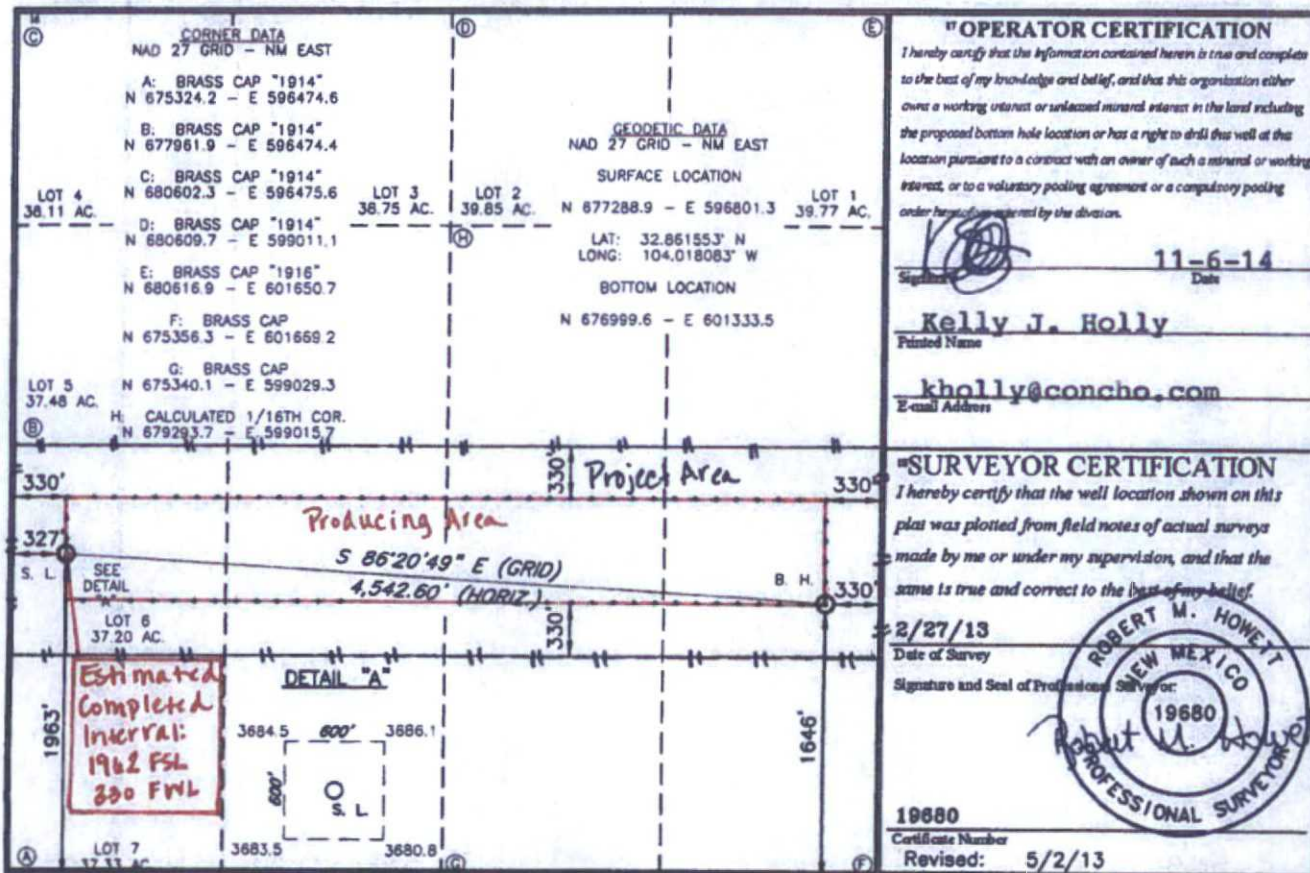 M
C
CORNER DATA
NAD 27 GRID – NM EAST
A: BRASS CAP "1914"
N 675324.2 – E 596474.6
B: BRASS CAP "1914"
N 677961.9 – E 596474.4
C: BRASS CAP "1914"
N 680602.3 – E 596475.6
D: BRASS CAP "1914"
N 680609.7 – E 599011.1
E: BRASS CAP "1916"
N 680616.9 – E 601650.7
F: BRASS CAP
N 675356.3 – E 601669.2
G: BRASS CAP
N 675340.1 – E 599029.3
H: CALCULATED 1/16TH COR.
N 679293.7 – E 599015.7
D
E
GEODETIC DATA
NAD 27 GRID – NM EAST
SURFACE LOCATION
N 677288.9 – E 596801.3
LAT: 32.861553° N
LONG: 104.018083° W
BOTTOM LOCATION
N 676999.6 – E 601333.5
LOT 4
38.11 AC.
LOT 3
38.75 AC.
LOT 2
39.85 AC.
LOT 1
39.77 AC.
H
LOT 5
37.48 AC.
B
330'
330'
Project Area
330'
Producing Area
S 86°20'49" E (GRID)
4,542.60' (HORIZ.)
327'
S. L.
SEE
DETAIL
"A"
B. H.
330'
330'
LOT 6
37.20 AC.
Estimated
Completed
Interval:
1962 FSL
330 FWL
1963'
DETAIL "A"
3684.5
600'
3686.1
600'
S. L.
3683.5
3680.8
1646'
A
LOT 7
37.33 AC.
G
F
"OPERATOR CERTIFICATION
I hereby certify that the information contained herein is true and complete
to the best of my knowledge and belief, and that this organization either
owns a working interest or unleased mineral interest in the land including
the proposed bottom hole location or has a right to drill this well at this
location pursuant to a contract with an owner of such a mineral or working
interest, or to a voluntary pooling agreement or a compulsory pooling
order heretofore entered by the division.
11-6-14
Signature
Date
Kelly J. Holly
Printed Name
kholly@concho.com
E-mail Address
"SURVEYOR CERTIFICATION
I hereby certify that the well location shown on this
plat was plotted from field notes of actual surveys
made by me or under my supervision, and that the
same is true and correct to the best of my belief.
2/27/13
Date of Survey
Signature and Seal of Professional Surveyor:
ROBERT M. HOWETT
NEW MEXICO
19680
PROFESSIONAL SURVEYOR
19680
Certificate Number
Revised: 5/2/13